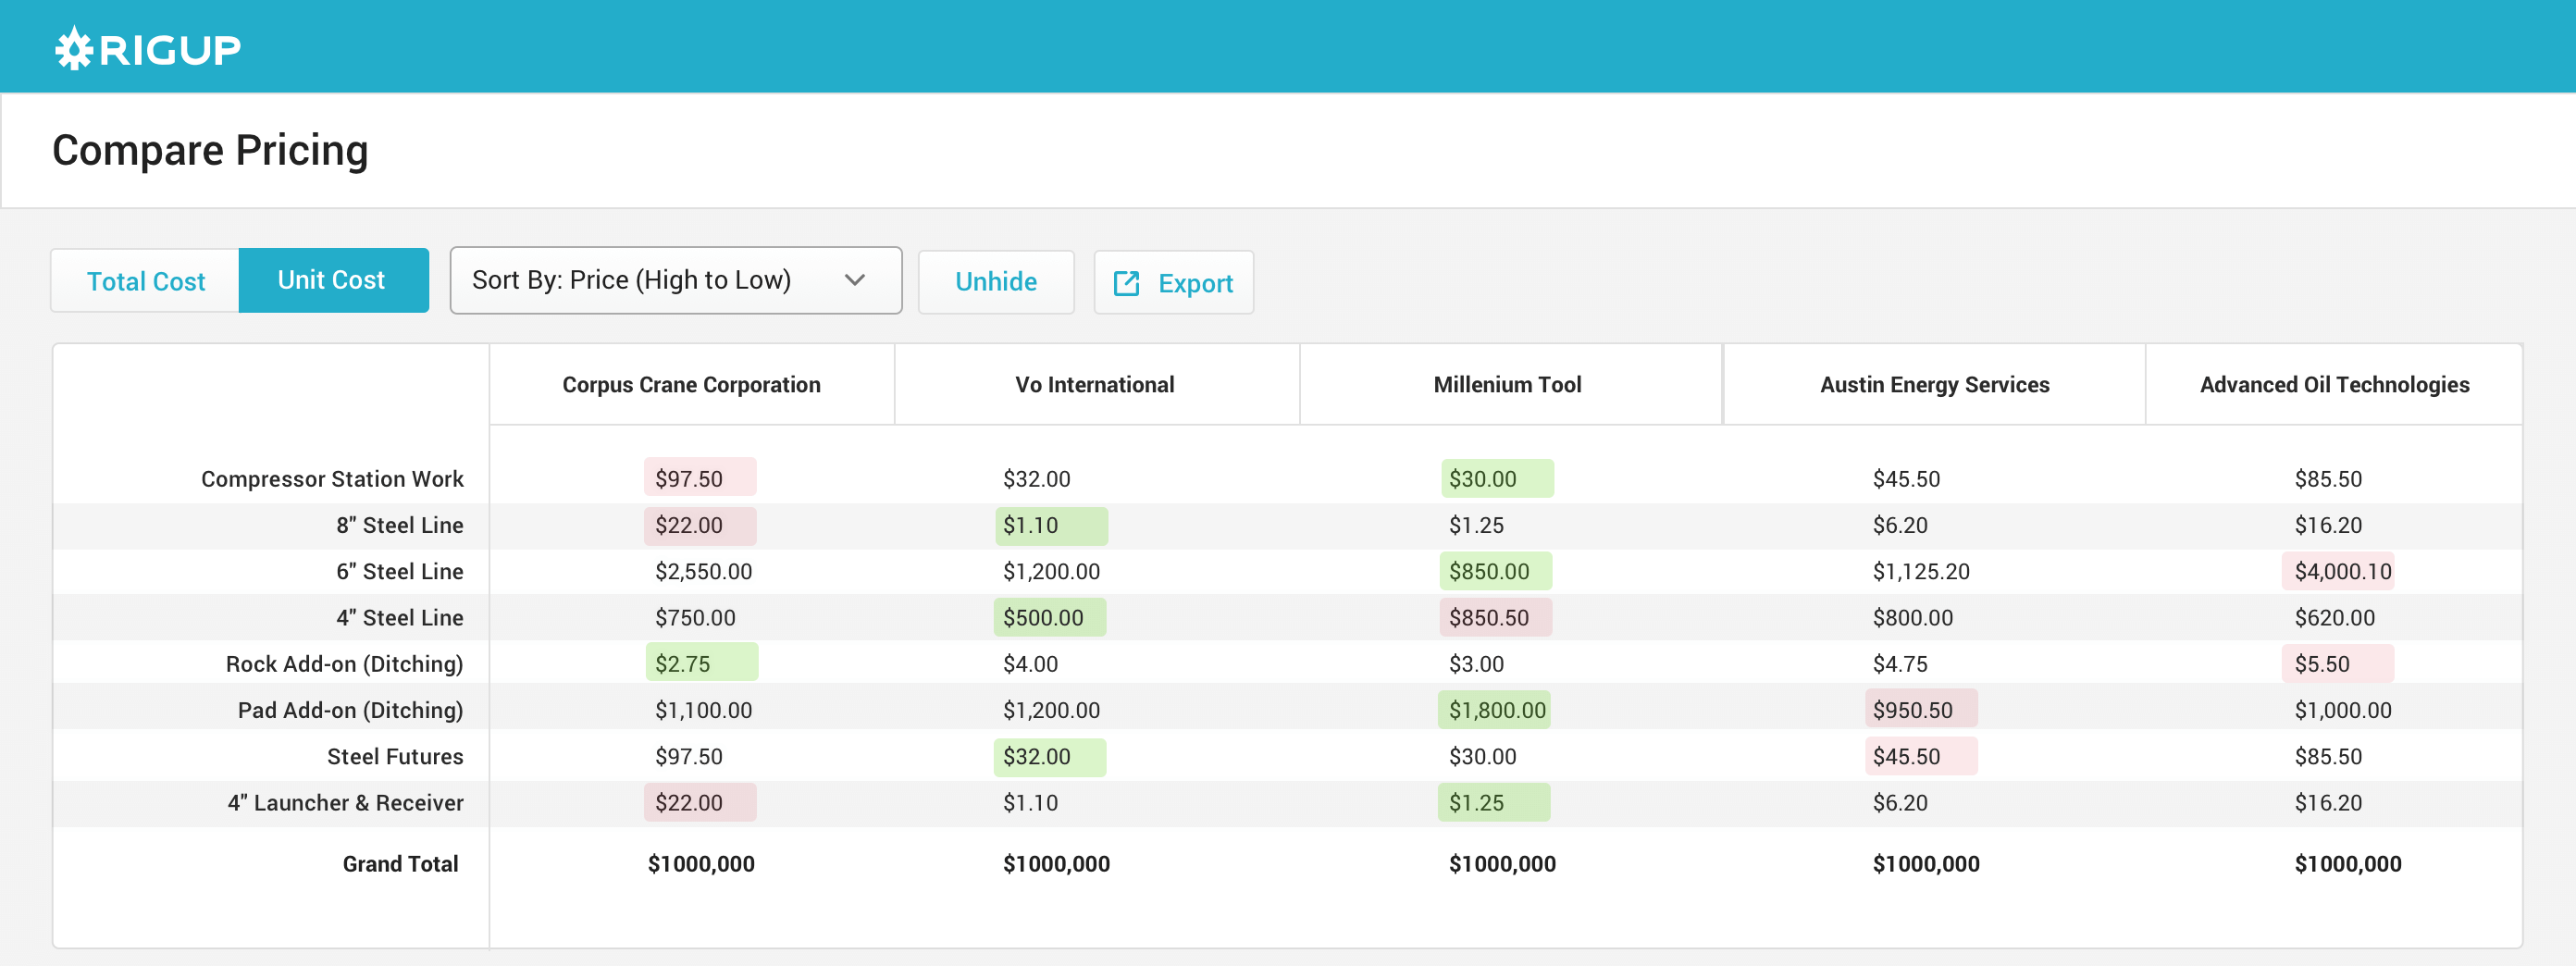 RIGUP
Compare Pricing
Total Cost Unit Cost Sort By: Price (High to Low) Unhide Export
Corpus Crane Corporation Vo International Millenium Tool Austin Energy Services Advanced Oil Technologies
Compressor Station Work $97.50 $32.00 $30.00 $45.50 $85.50
8" Steel Line $22.00 $1.10 $1.25 $6.20 $16.20
6" Steel Line $2,550.00 $1,200.00 $850.00 $1,125.20 $4,000.10
4" Steel Line $750.00 $500.00 $850.50 $800.00 $620.00
Rock Add-on (Ditching) $2.75 $4.00 $3.00 $4.75 $5.50
Pad Add-on (Ditching) $1,100.00 $1,200.00 $1,800.00 $950.50 $1,000.00
Steel Futures $97.50 $32.00 $30.00 $45.50 $85.50
4" Launcher & Receiver $22.00 $1.10 $1.25 $6.20 $16.20
Grand Total $1000,000 $1000,000 $1000,000 $1000,000 $1000,000